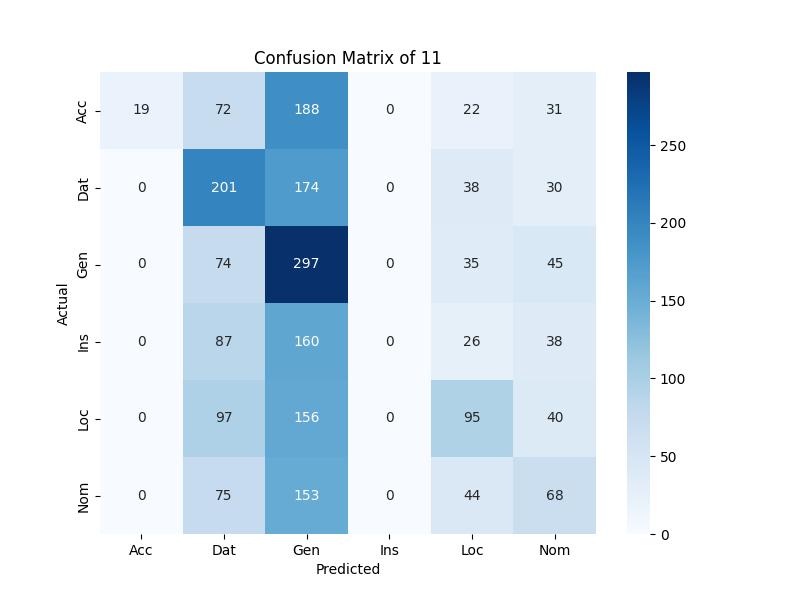 Confusion Matrix of 11
Acc 19 72 188 0 22 31
Dat 0 201 174 0 38 30
Gen 0 74 297 0 35 45
Ins 0 87 160 0 26 38
Loc 0 97 156 0 95 40
Nom 0 75 153 0 44 68
Acc Dat Gen Ins Loc Nom
Predicted
Actual
250
200
150
100
50
0